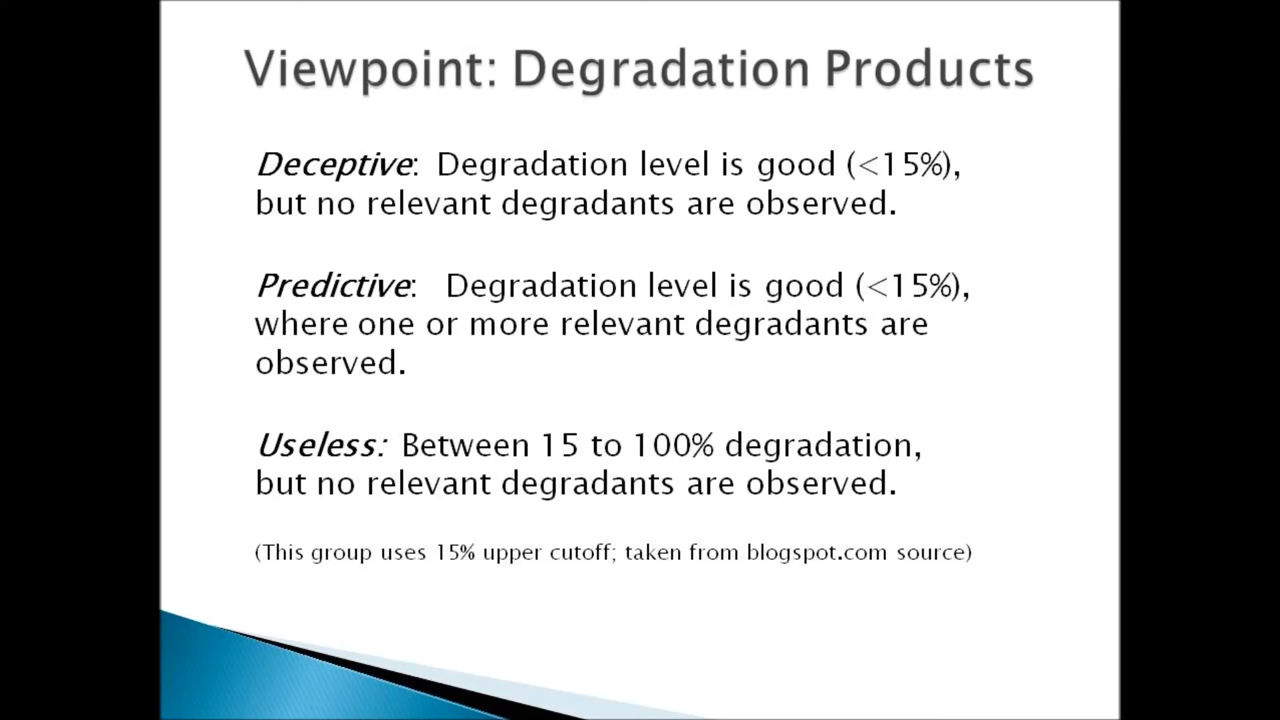 Viewpoint: Degradation Products
Deceptive: Degradation level is good (<15%),
but no relevant degradants are observed.
Predictive: Degradation level is good (<15%),
where one or more relevant degradants are
observed.
Useless: Between 15 to 100% degradation,
but no relevant degradants are observed.
(This group uses 15% upper cutoff; taken from blogspot.com source)